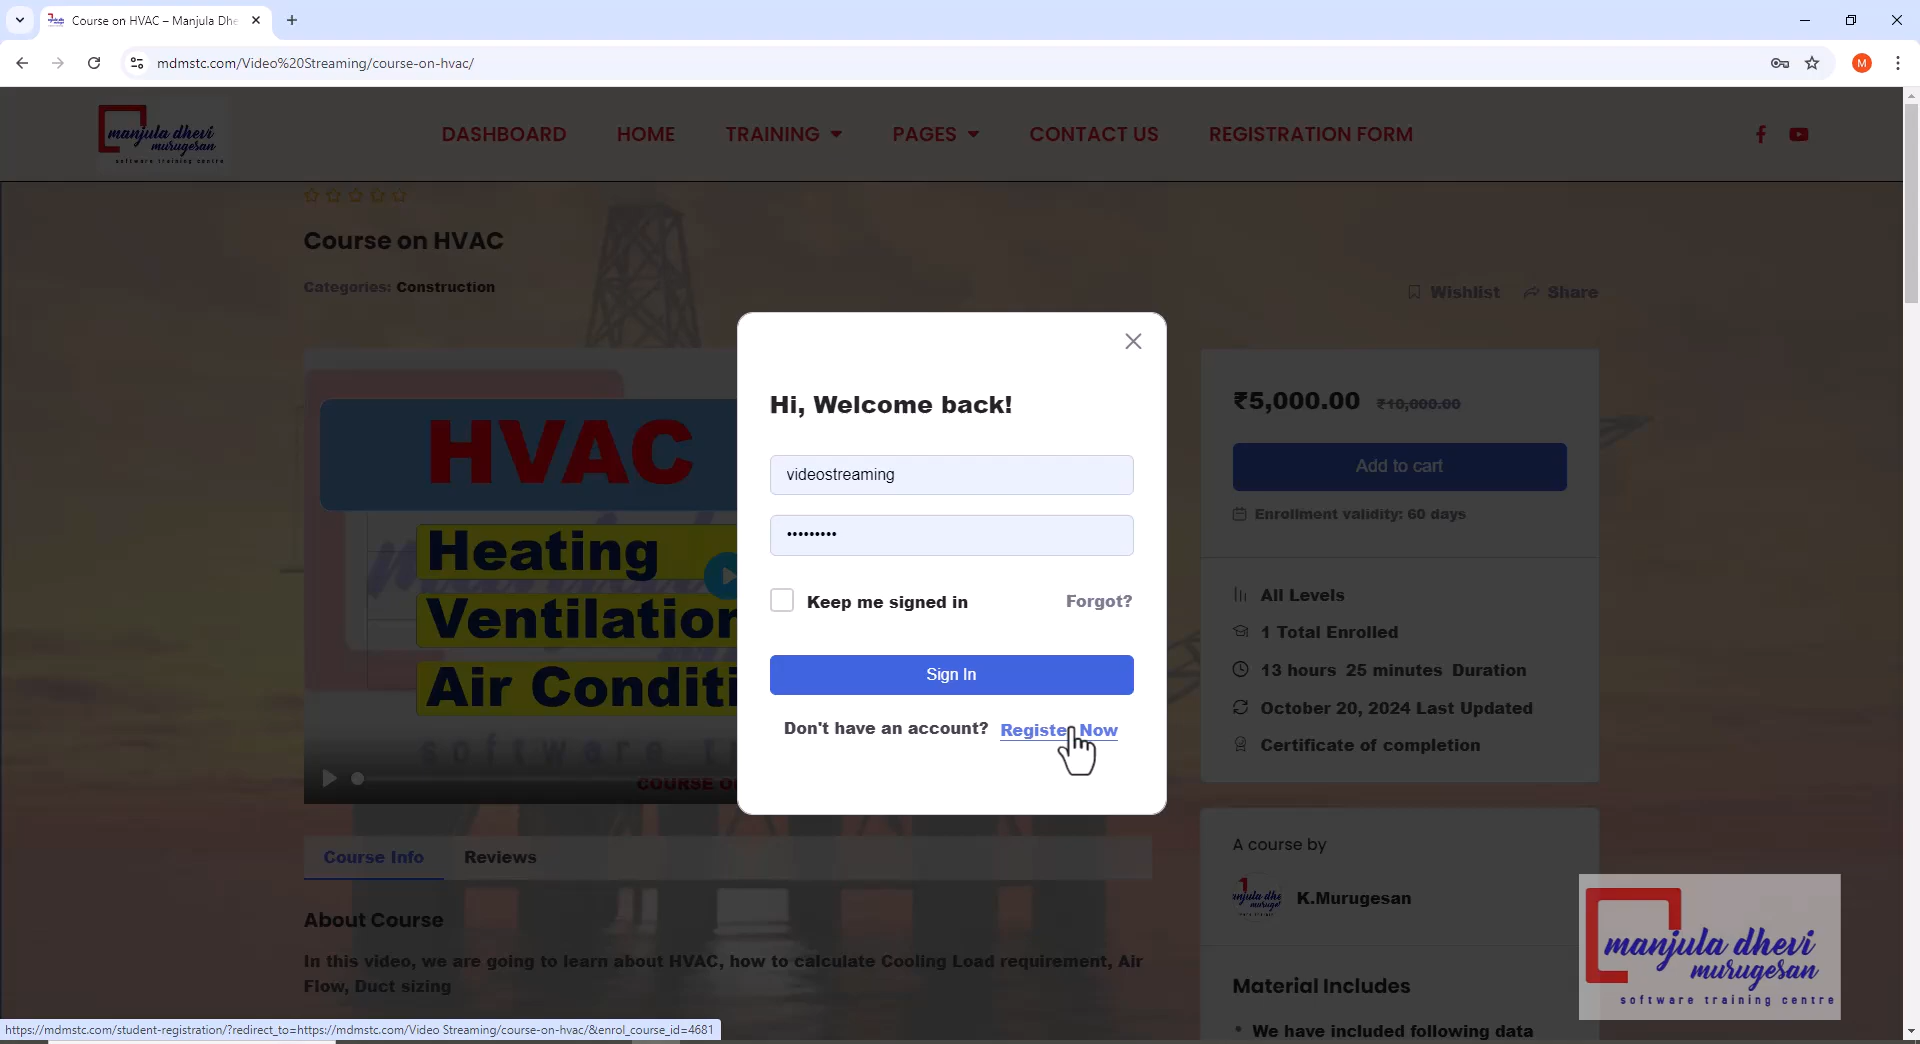 Course on HVAC – Manjula Dhe
mdmstc.com/Video%20Streaming/course-on-hvac/
M
manjula dhevi
murugesan
software training centre
DASHBOARD
HOME
TRAINING
PAGES
CONTACT US
REGISTRATION FORM
Course on HVAC
Categories: Construction
Wishlist
Share
HVAC
Heating
Ventilation
Air Conditi
software t
COURSE O
Hi, Welcome back!
videostreaming
•••••••••
Keep me signed in
Forgot?
Sign In
Don't have an account?
Register Now
₹5,000.00 ₹10,000.00
Add to cart
Enrollment validity: 60 days
All Levels
1 Total Enrolled
13 hours 25 minutes Duration
October 20, 2024 Last Updated
Certificate of completion
A course by
K.Murugesan
Material Includes
We have included following data
Course Info
Reviews
About Course
In this video, we are going to learn about HVAC, how to calculate Cooling Load requirement, Air
Flow, Duct sizing
manjula dhevi
murugesan
software training centre
https://mdmstc.com/student-registration/?redirect_to=https://mdmstc.com/Video Streaming/course-on-hvac/&enrol_course_id=4681